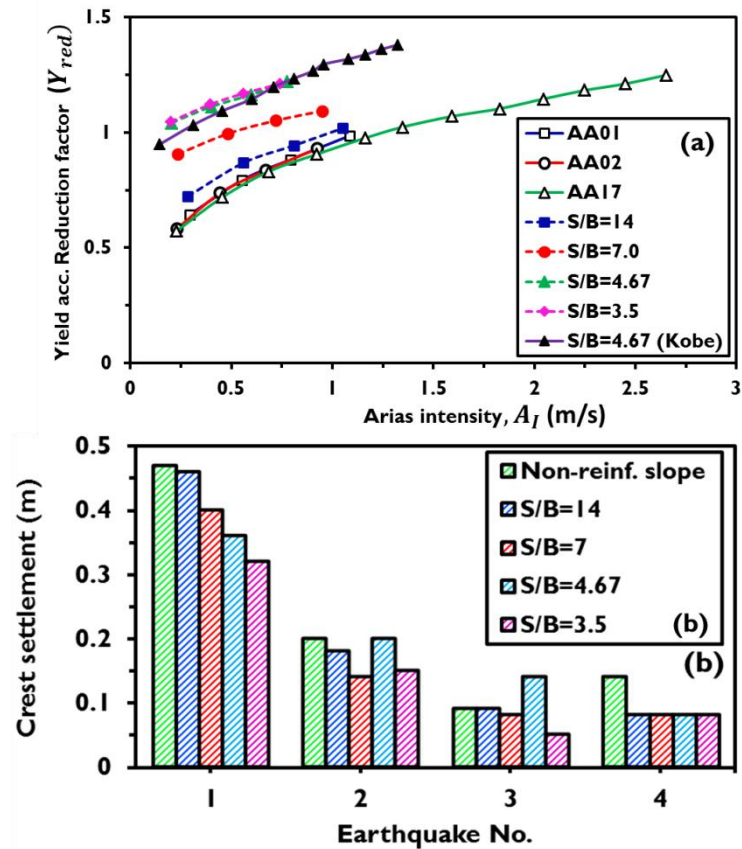 1.5
1
0.5
0
0
0.5
1
1.5
2
2.5
3
Yield acc. Reduction factor (Y_red)
Arias intensity, A_I (m/s)
(a)
AA01
AA02
AA17
S/B=14
S/B=7.0
S/B=4.67
S/B=3.5
S/B=4.67 (Kobe)
0.5
0.4
0.3
0.2
0.1
0
Crest settlement (m)
Non-reinf. slope
S/B=14
S/B=7
S/B=4.67
S/B=3.5
(b)
(b)
1
2
3
4
Earthquake No.